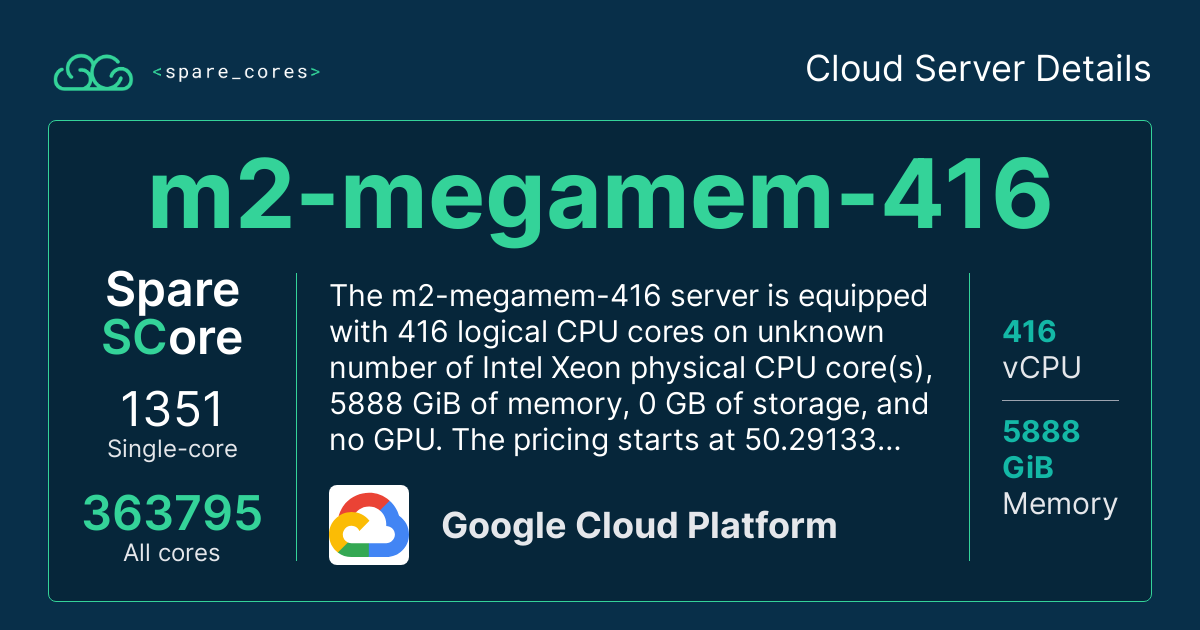 <spare_cores>
Cloud Server Details
m2-megamem-416
Spare
SCore
1351
Single-core
363795
All cores
The m2-megamem-416 server is equipped
with 416 logical CPU cores on unknown
number of Intel Xeon physical CPU core(s),
5888 GiB of memory, 0 GB of storage, and
no GPU. The pricing starts at 50.29133...
Google Cloud Platform
416
vCPU
5888
GiB
Memory